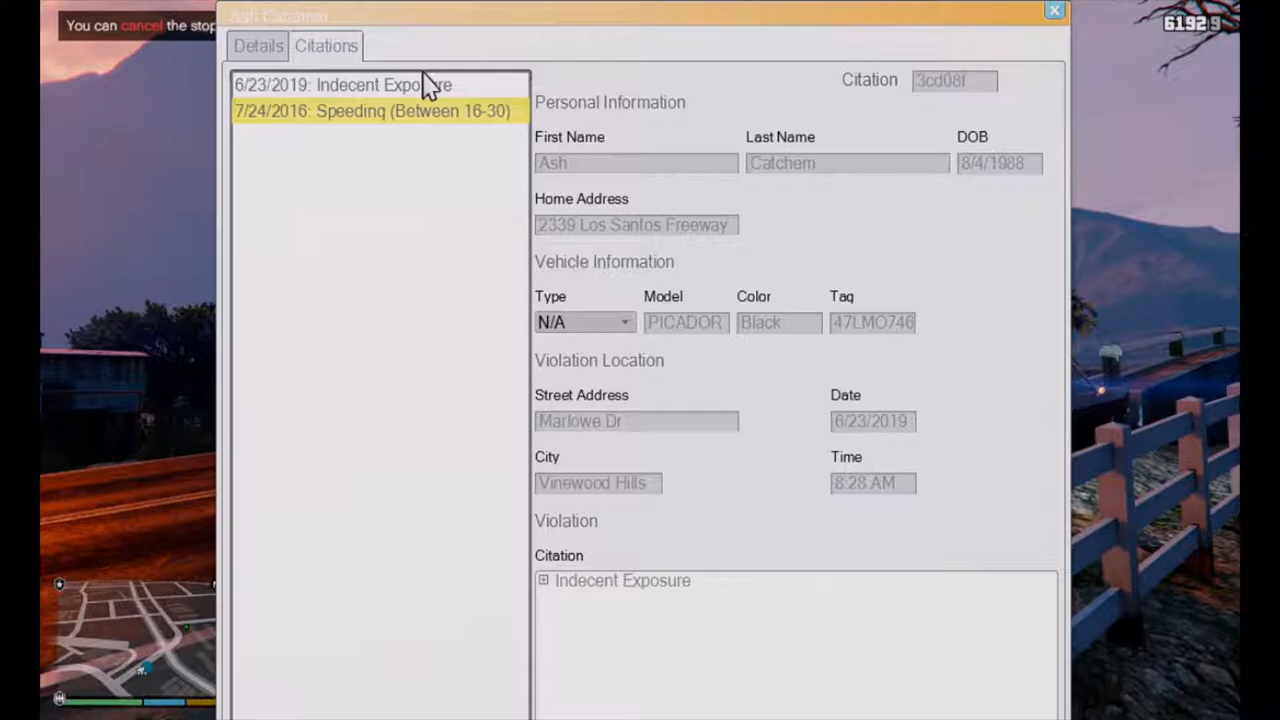 Ash Catchem
You can cancel the stop
61929
Details Citations
6/23/2019: Indecent Exposure
7/24/2016: Speeding (Between 16-30)
Citation 3cd08f
Personal Information
First Name Last Name DOB
Ash Catchem 8/4/1988
Home Address
2339 Los Santos Freeway
Vehicle Information
Type Model Color Tag
N/A PICADOR Black 47LMO746
Violation Location
Street Address Date
Marlowe Dr 6/23/2019
City Time
Vinewood Hills 8:28 AM
Violation
Citation
Indecent Exposure